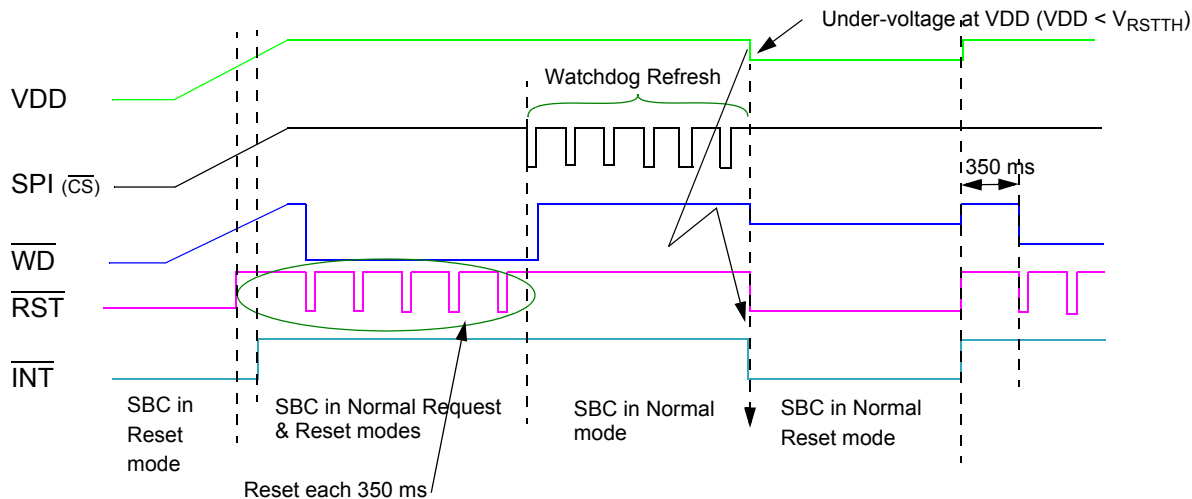 Under-voltage at VDD (VDD < VRSTTH)
Watchdog Refresh
VDD
SPI (CS)
350 ms
WD
RST
INT
SBC in
Reset
mode
SBC in Normal Request
& Reset modes
SBC in Normal
mode
SBC in Normal
Reset mode
Reset each 350 ms